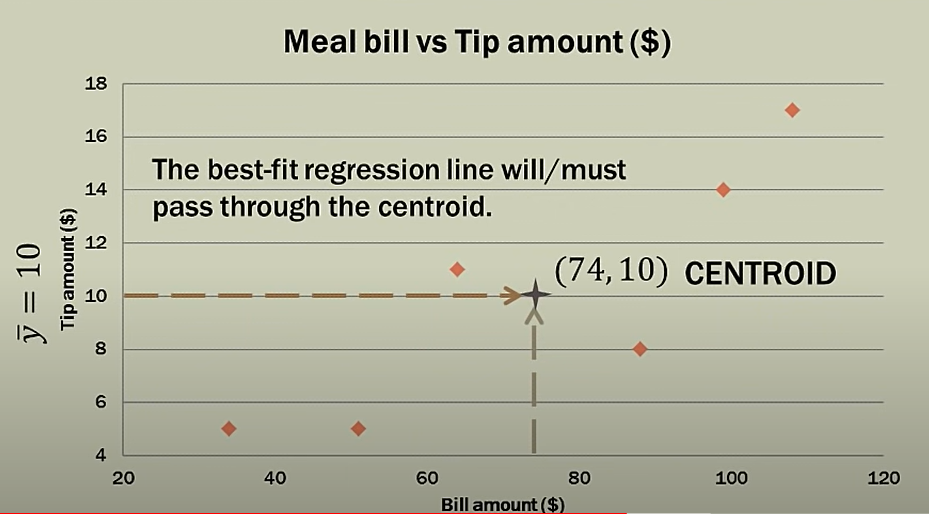 Meal bill vs Tip amount ($)
18
16
The best-fit regression line will/must
14
pass through the centroid.
12
(74, 10) CENTROID
10
8
6
4
20 40 60 80 100 120
Bill amount ($)
Tip amount ($)
y̅ = 10